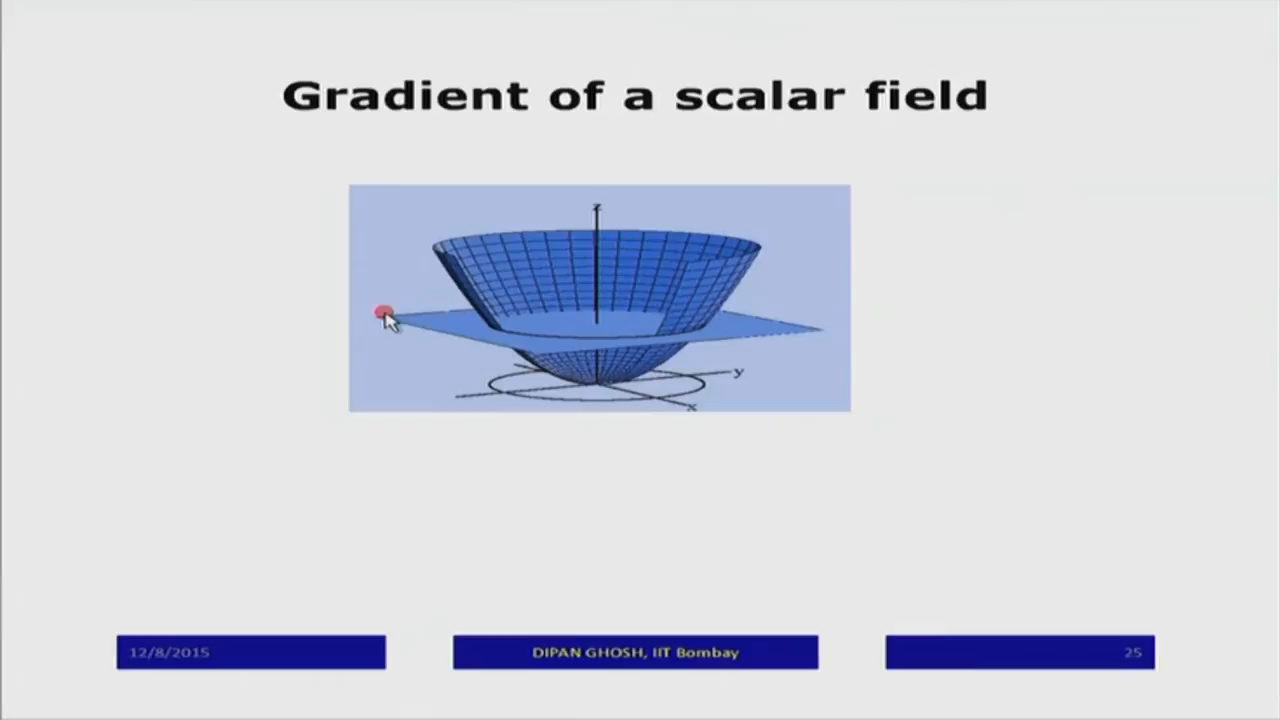 Gradient of a scalar field
z
y
x
12/8/2015
DIPAN GHOSH, IIT Bombay
25